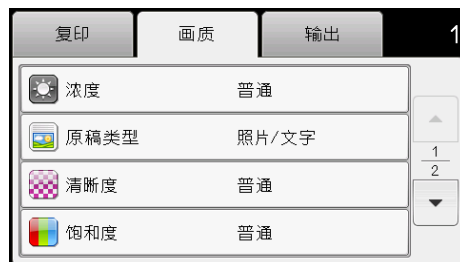 复印 画质 输出 1
浓度 普通
原稿类型 照片/文字
清晰度 普通
饱和度 普通
1
2